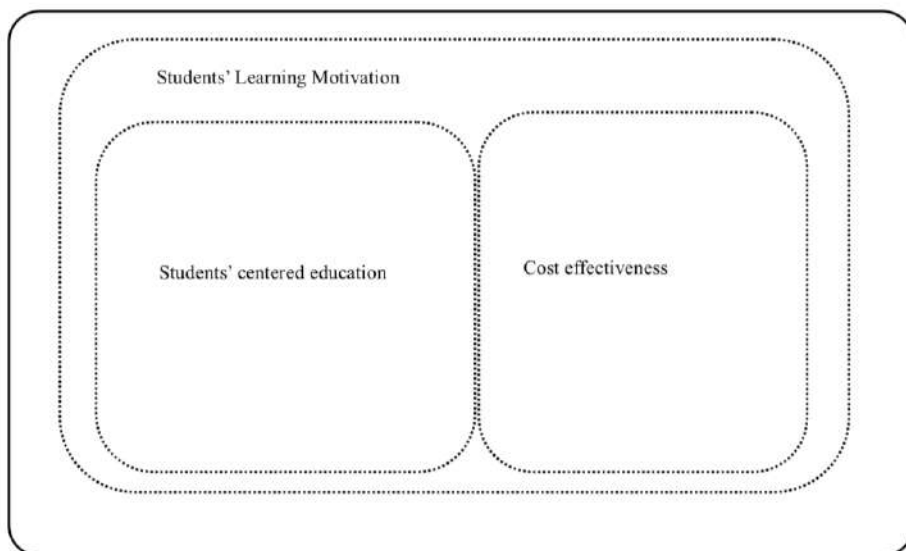 Students’ Learning Motivation
Students’ centered education
Cost effectiveness